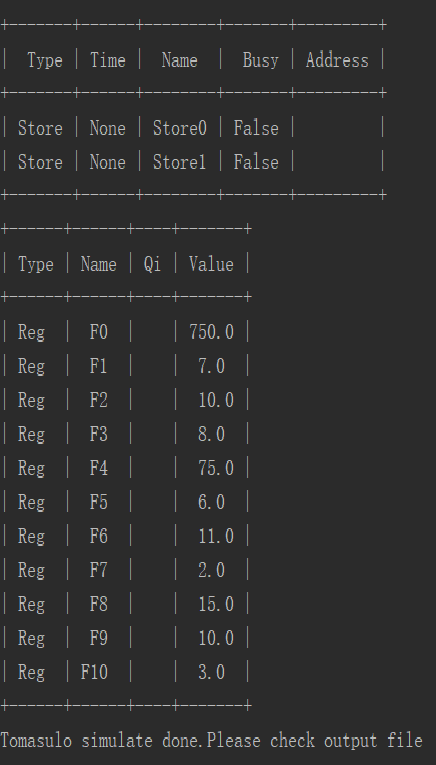 +-------+------+--------+-------+---------+
|  Type | Time |  Name  |  Busy | Address |
+-------+------+--------+-------+---------+
| Store | None | Store0 | False |         |
| Store | None | Store1 | False |         |
+-------+------+--------+-------+---------+
+------+------+----+-------+
| Type | Name | Qi | Value |
+------+------+----+-------+
| Reg  |  F0  |    | 750.0 |
| Reg  |  F1  |    |  7.0  |
| Reg  |  F2  |    |  10.0 |
| Reg  |  F3  |    |  8.0  |
| Reg  |  F4  |    |  75.0 |
| Reg  |  F5  |    |  6.0  |
| Reg  |  F6  |    |  11.0 |
| Reg  |  F7  |    |  2.0  |
| Reg  |  F8  |    |  15.0 |
| Reg  |  F9  |    |  10.0 |
| Reg  | F10  |    |  3.0  |
+------+------+----+-------+
Tomasulo simulate done.Please check output file